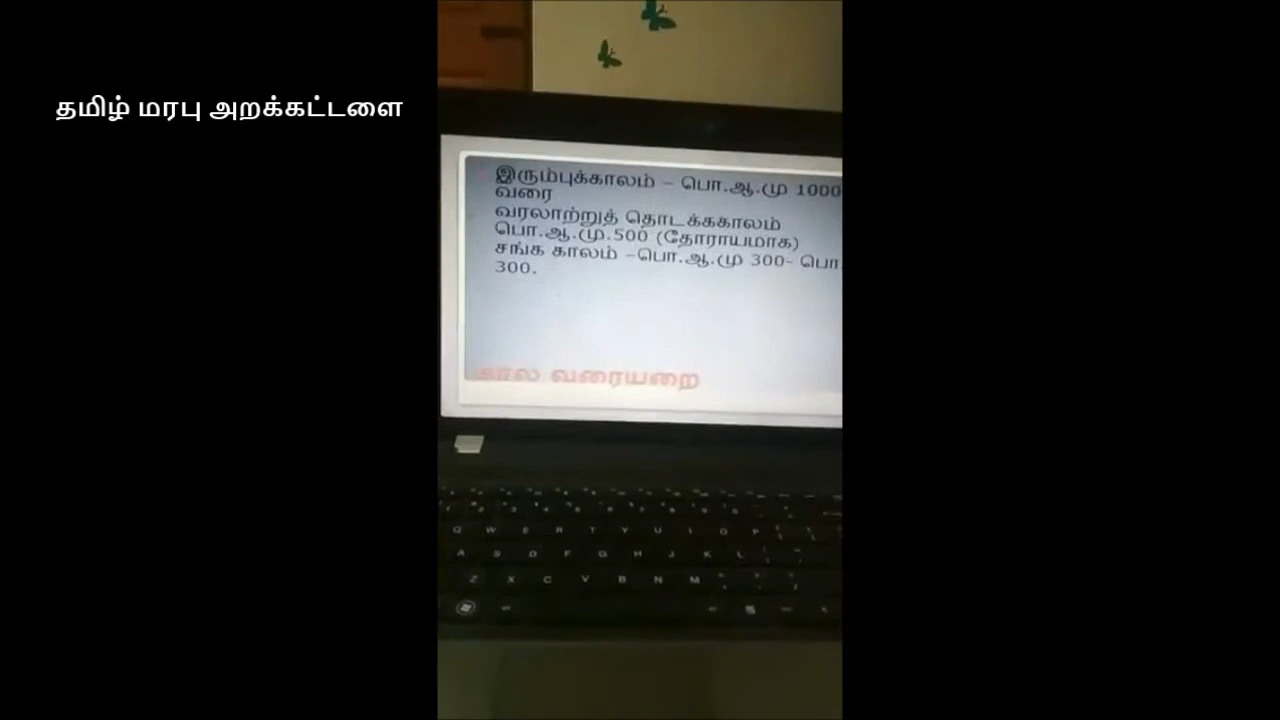 தமிழ் மரபு அறக்கட்டளை
இரும்புக்காலம் – பொ.ஆ.மு 1000
வரை
வரலாற்றுத் தொடக்ககாலம்
பொ.ஆ.மு.500 (தோராயமாக)
சங்க காலம் –பொ.ஆ.மு 300- பொ.
300.
கால வரையறை
Q W E R T Y U I O P
A S D F G H J K L
Z X C V B N M